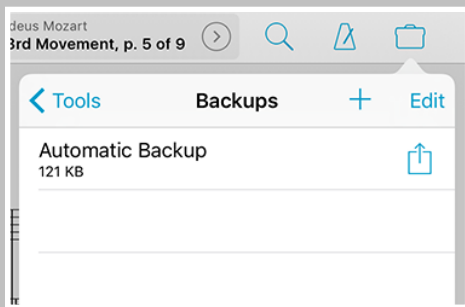 deus Mozart
3rd Movement, p. 5 of 9
Tools
Backups
Edit
Automatic Backup
121 KB